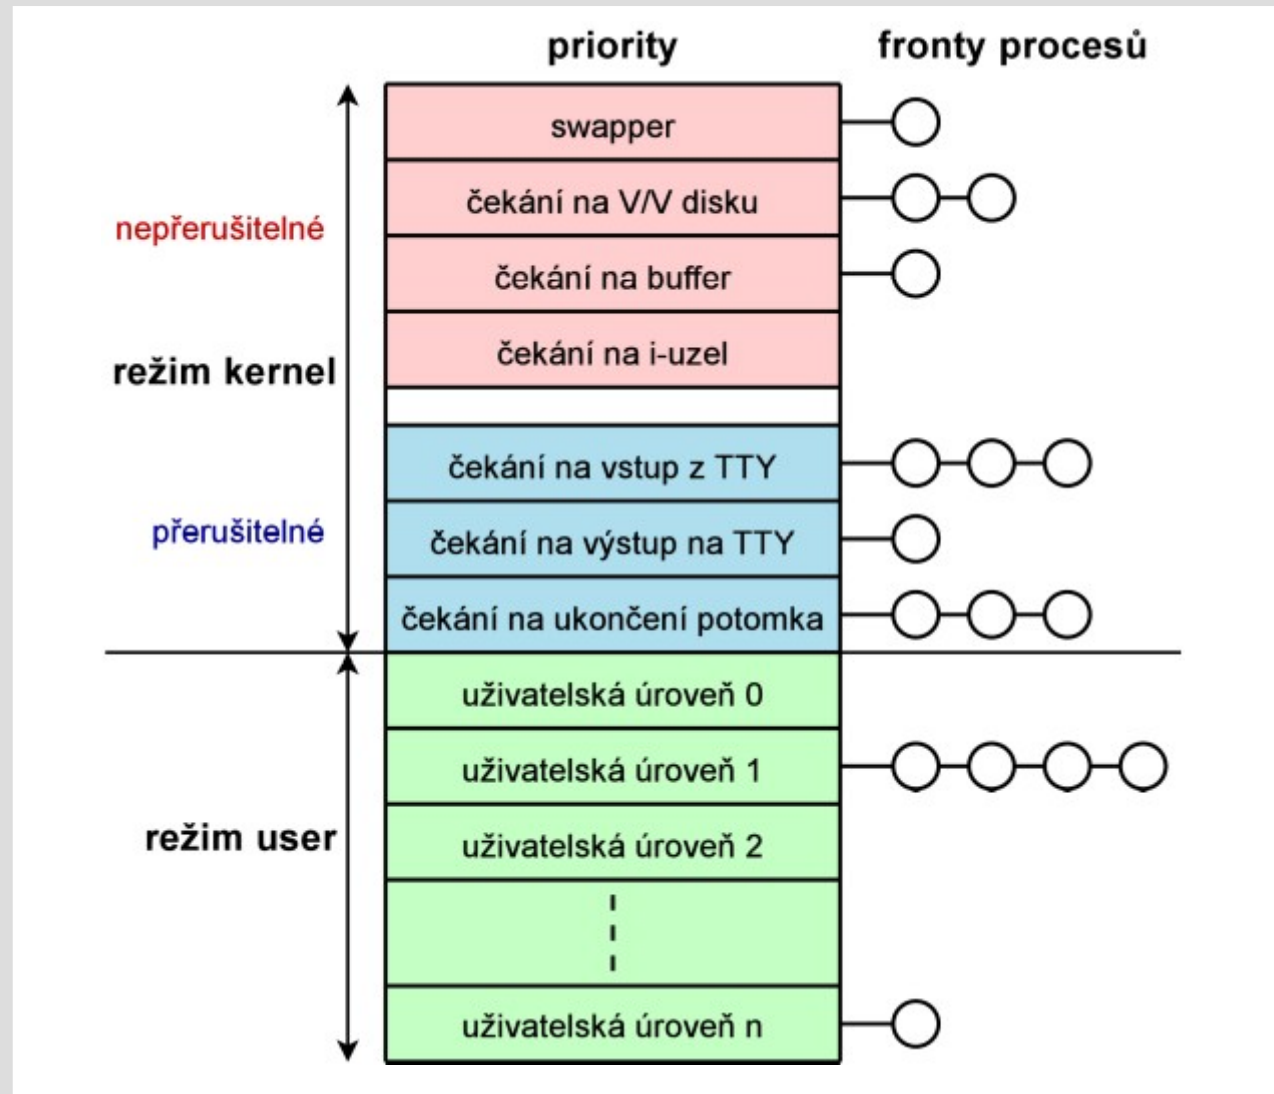 priority
fronty procesů
swapper
čekání na V/V disku
nepřerušitelné
čekání na buffer
čekání na i-uzel
režim kernel
čekání na vstup z TTY
přerušitelné
čekání na výstup na TTY
čekání na ukončení potomka
uživatelská úroveň 0
uživatelská úroveň 1
režim user
uživatelská úroveň 2
uživatelská úroveň n